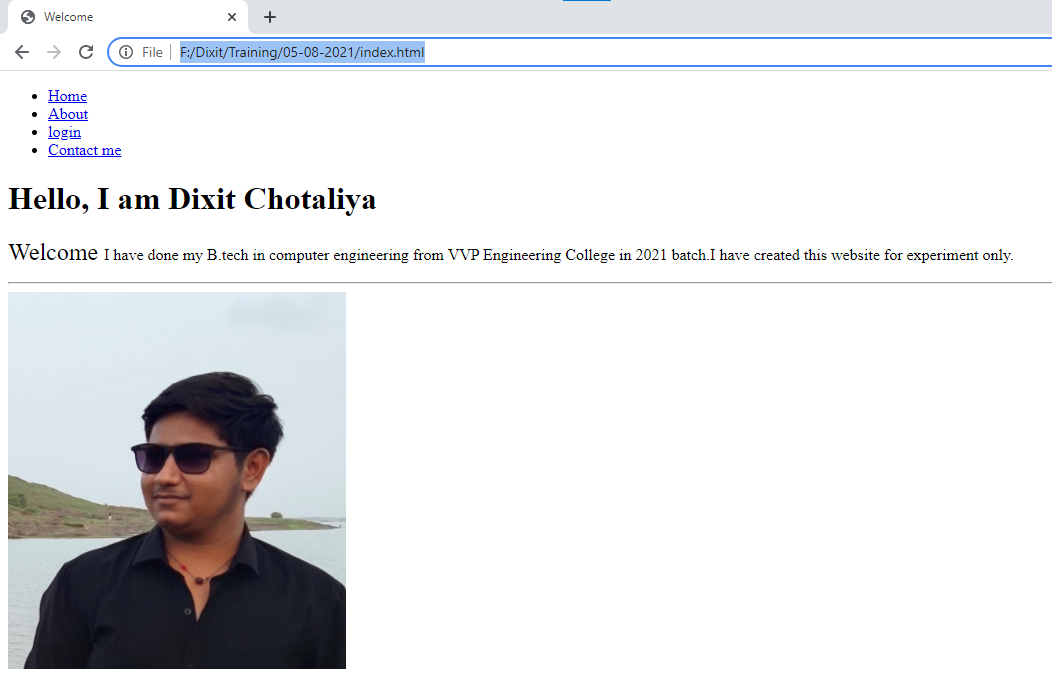 Welcome
File F:/Dixit/Training/05-08-2021/index.html
Home
About
login
Contact me
Hello, I am Dixit Chotaliya
Welcome I have done my B.tech in computer engineering from VVP Engineering College in 2021 batch.I have created this website for experiment only.